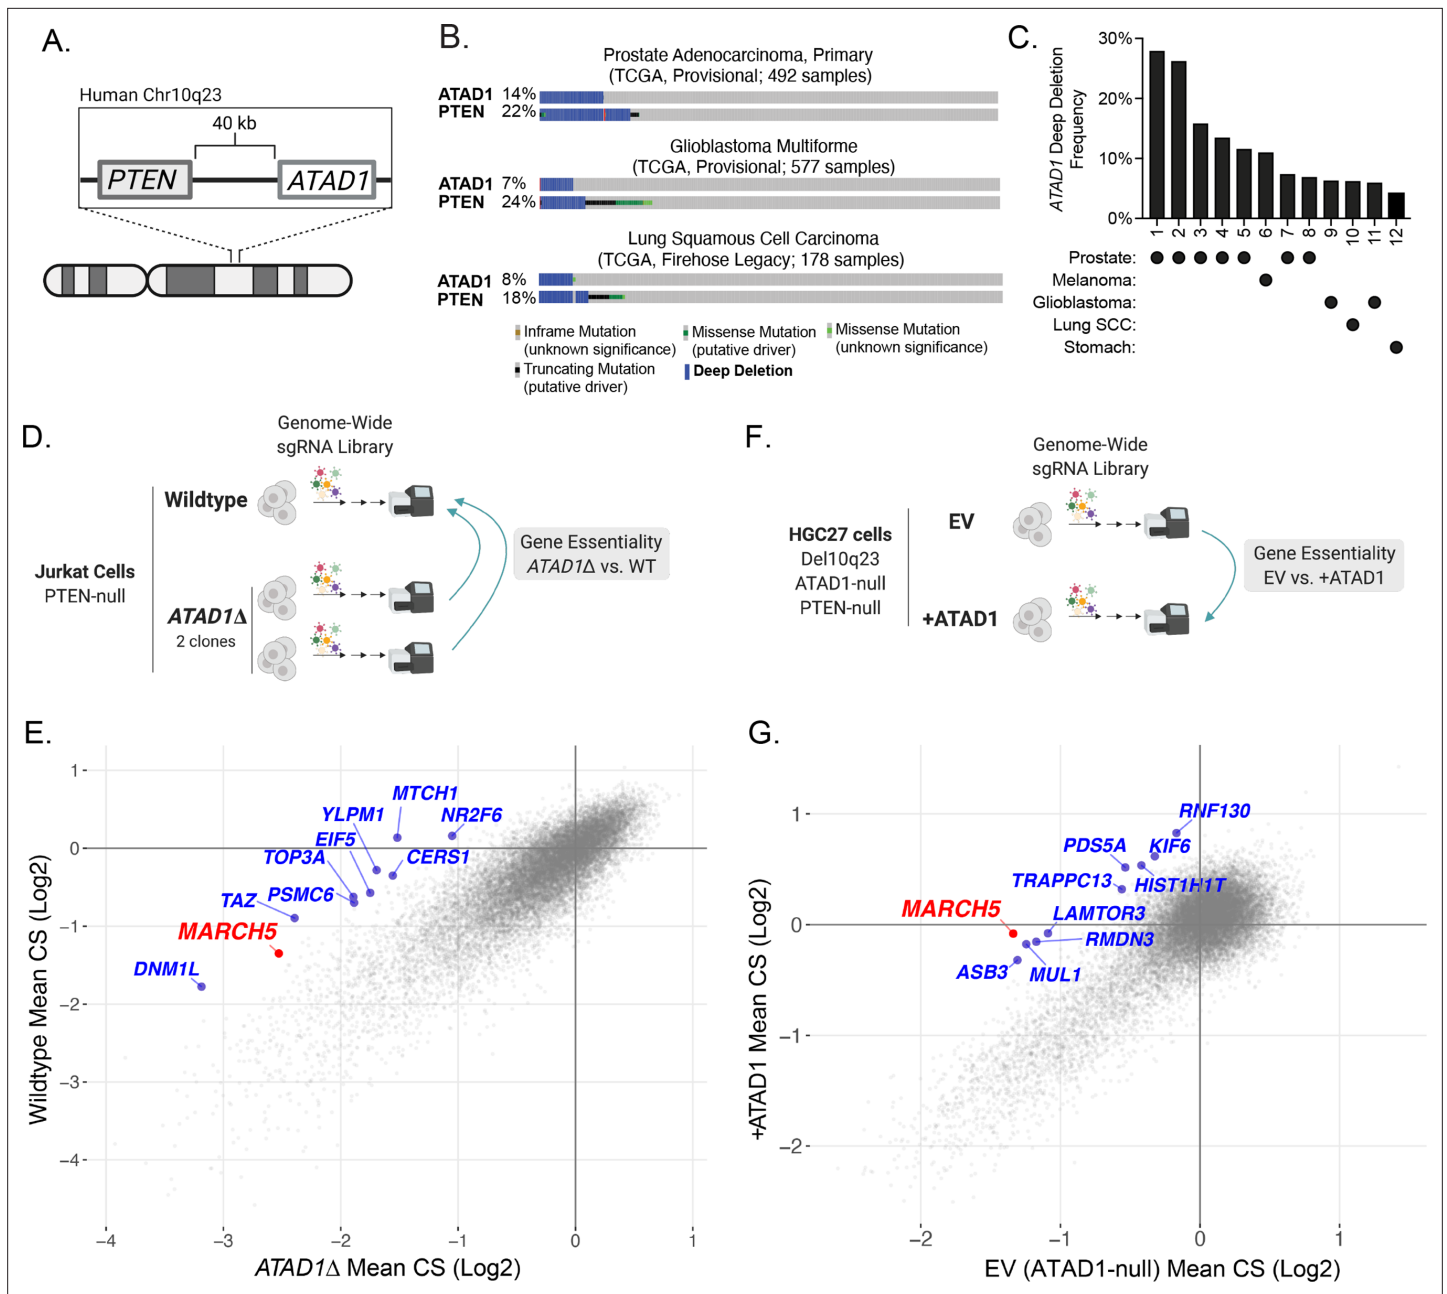 A.
Human Chr10q23
40 kb
PTEN
ATAD1
B.
Prostate Adenocarcinoma, Primary
(TCGA, Provisional; 492 samples)
ATAD1 14%
PTEN 22%
Glioblastoma Multiforme
(TCGA, Provisional; 577 samples)
ATAD1 7%
PTEN 24%
Lung Squamous Cell Carcinoma
(TCGA, Firehose Legacy; 178 samples)
ATAD1 8%
PTEN 18%
Inframe Mutation
(unknown significance)
Missense Mutation
(putative driver)
Missense Mutation
(unknown significance)
Truncating Mutation
(putative driver)
Deep Deletion
C.
ATAD1 Deep Deletion
Frequency
30%
20%
10%
0%
1 2 3 4 5 6 7 8 9 10 11 12
Prostate:
Melanoma:
Glioblastoma:
Lung SCC:
Stomach:
D.
Genome-Wide
sgRNA Library
Wildtype
Jurkat Cells
PTEN-null
ATAD1Δ
2 clones
Gene Essentiality
ATAD1Δ vs. WT
F.
Genome-Wide
sgRNA Library
EV
HGC27 cells
Del10q23
ATAD1-null
PTEN-null
+ATAD1
Gene Essentiality
EV vs. +ATAD1
E.
Wildtype Mean CS (Log2)
1
0
−1
−2
−3
−4
MTCH1
YLPM1
NR2F6
EIF5
TOP3A
CERS1
TAZ
PSMC6
MARCH5
DNM1L
−4 −3 −2 −1 0 1
ATAD1Δ Mean CS (Log2)
G.
+ATAD1 Mean CS (Log2)
1
0
−1
−2
RNF130
PDS5A
KIF6
TRAPPC13
HIST1H1T
MARCH5
LAMTOR3
RMDN3
ASB3
MUL1
−2 −1 0 1
EV (ATAD1-null) Mean CS (Log2)